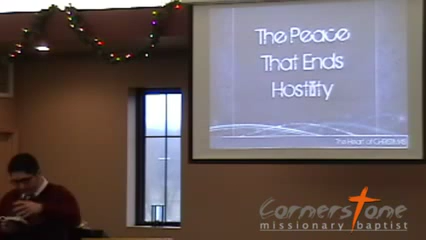 The Peace
That Ends
Hostility
The Heart of CHRISTMAS
Cornerstone
missionary baptist